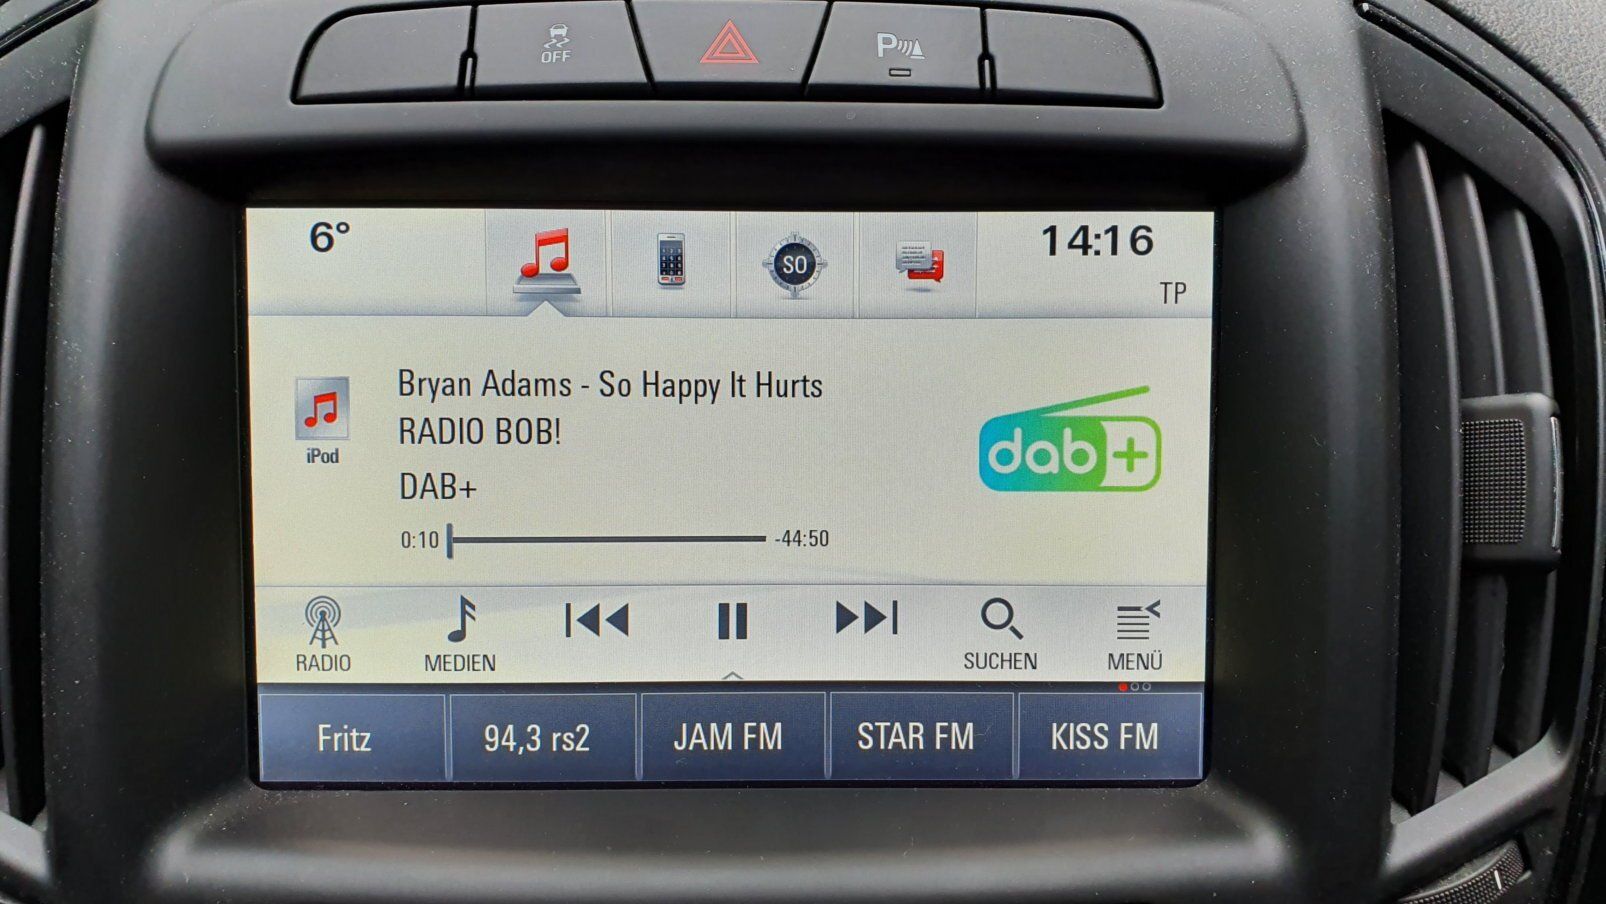 OFF
P
6°
SO
14:16
TP
Bryan Adams - So Happy It Hurts
RADIO BOB!
DAB+
iPod
dab+
0:10
-44:50
RADIO
MEDIEN
SUCHEN
MENÜ
Fritz
94,3 rs2
JAM FM
STAR FM
KISS FM